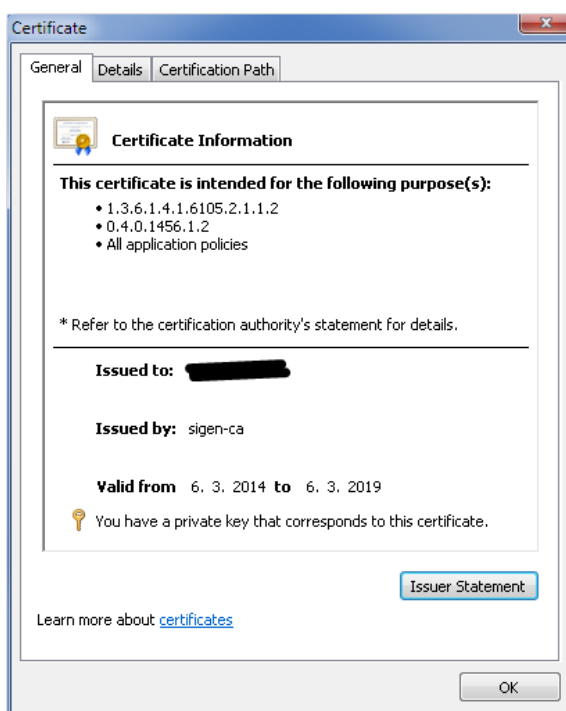 Certificate
General Details Certification Path
Certificate Information
This certificate is intended for the following purpose(s):
• 1.3.6.1.4.1.6105.2.1.1.2
• 0.4.0.1456.1.2
• All application policies
* Refer to the certification authority's statement for details.
Issued to:
Issued by: sigen-ca
Valid from 6. 3. 2014 to 6. 3. 2019
You have a private key that corresponds to this certificate.
Issuer Statement
Learn more about certificates
OK